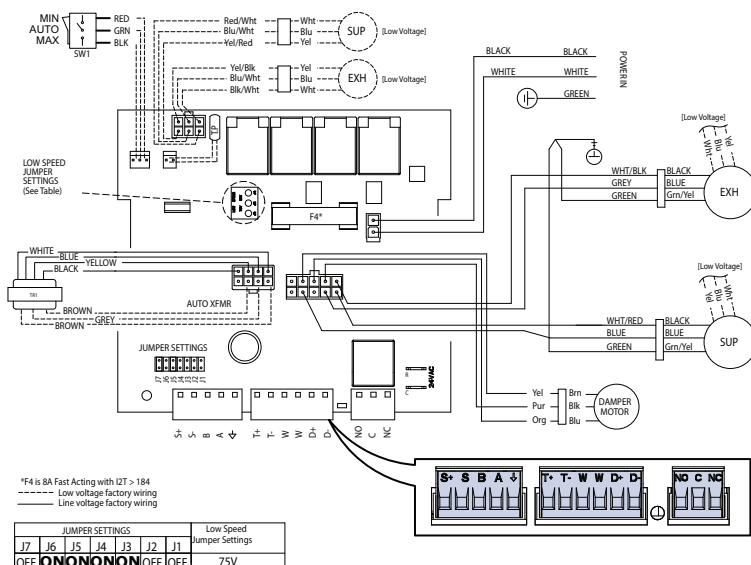 MIN
AUTO
MAX
RED
GRN
BLK
SW1
Red/Wht
Blu/Wht
Yel/Red
Wht
Blu
Yel
SUP
[Low Voltage]
Yel/Blk
Blu/Wht
Blk/Wht
Yel
Blu
Wht
EXH
[Low Voltage]
BLACK
BLACK
WHITE
WHITE
GREEN
POWER IN
T.P
LOW SPEED
JUMPER
SETTINGS
(See Table)
F4*
[Low Voltage]
Wht
Blu
Yel
WHT/BLK
BLACK
GREY
BLUE
GREEN
Grn/Yel
EXH
WHITE
BLUE
YELLOW
BLACK
TR1
BROWN
GREY
BROWN
AUTO XFMR
[Low Voltage]
Yel
Blu
Wht
WHT/RED
BLACK
BLUE
BLUE
GREEN
Grn/Yel
SUP
JUMPER SETTINGS
J7 J6 J5 J4 J3 J2 J1
R
C
24VAC
Yel
Brn
Pur
Blk
Org
Blu
DAMPER
MOTOR
S+ S- B A T+ T- W W D+ D- NO C NC
S+ S B A T+ T- W W D+ D- NO C NC
*F4 is 8A Fast Acting with I2T > 184
Low voltage factory wiring
Line voltage factory wiring
JUMPER SETTINGS
Low Speed
Jumper Settings
J7 J6 J5 J4 J3 J2 J1
OFF ON ON ON ON OFF OFF 75V